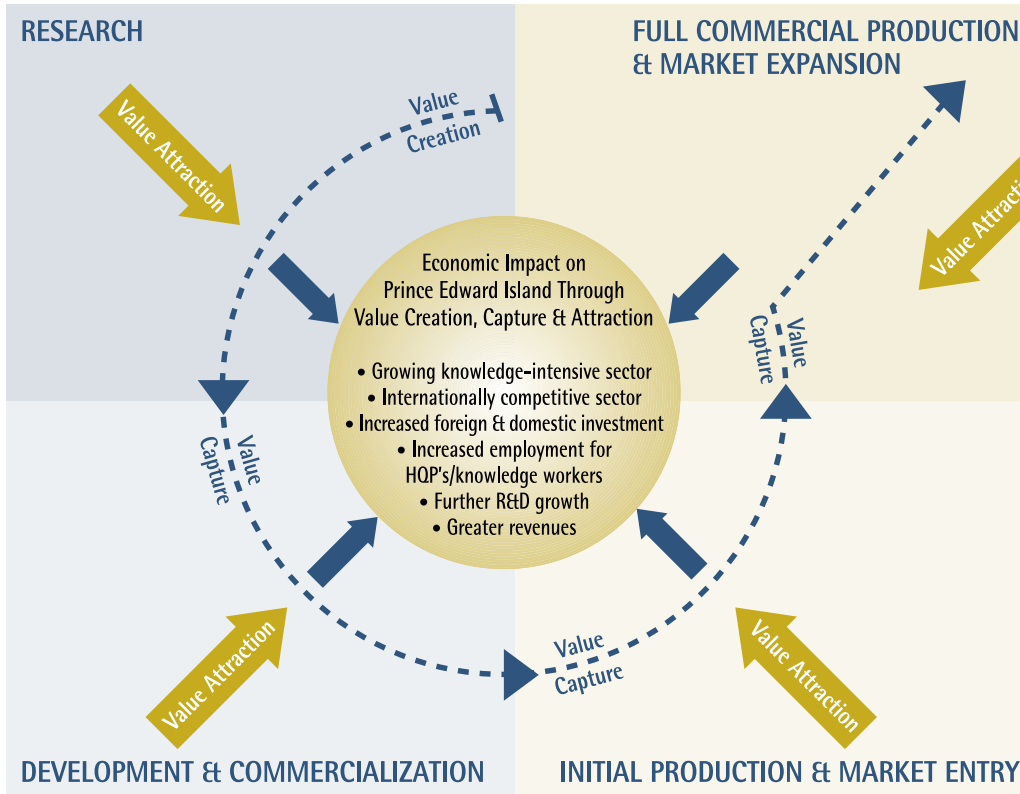 RESEARCH
FULL COMMERCIAL PRODUCTION
& MARKET EXPANSION
Value Attraction
Value
Creation
Value Attraction
Economic Impact on
Prince Edward Island Through
Value Creation, Capture & Attraction
• Growing knowledge-intensive sector
• Internationally competitive sector
• Increased foreign & domestic investment
• Increased employment for
HQP's/knowledge workers
• Further R&D growth
• Greater revenues
Value
Capture
Value
Capture
Value Attraction
Value
Capture
Value Attraction
DEVELOPMENT & COMMERCIALIZATION
INITIAL PRODUCTION & MARKET ENTRY